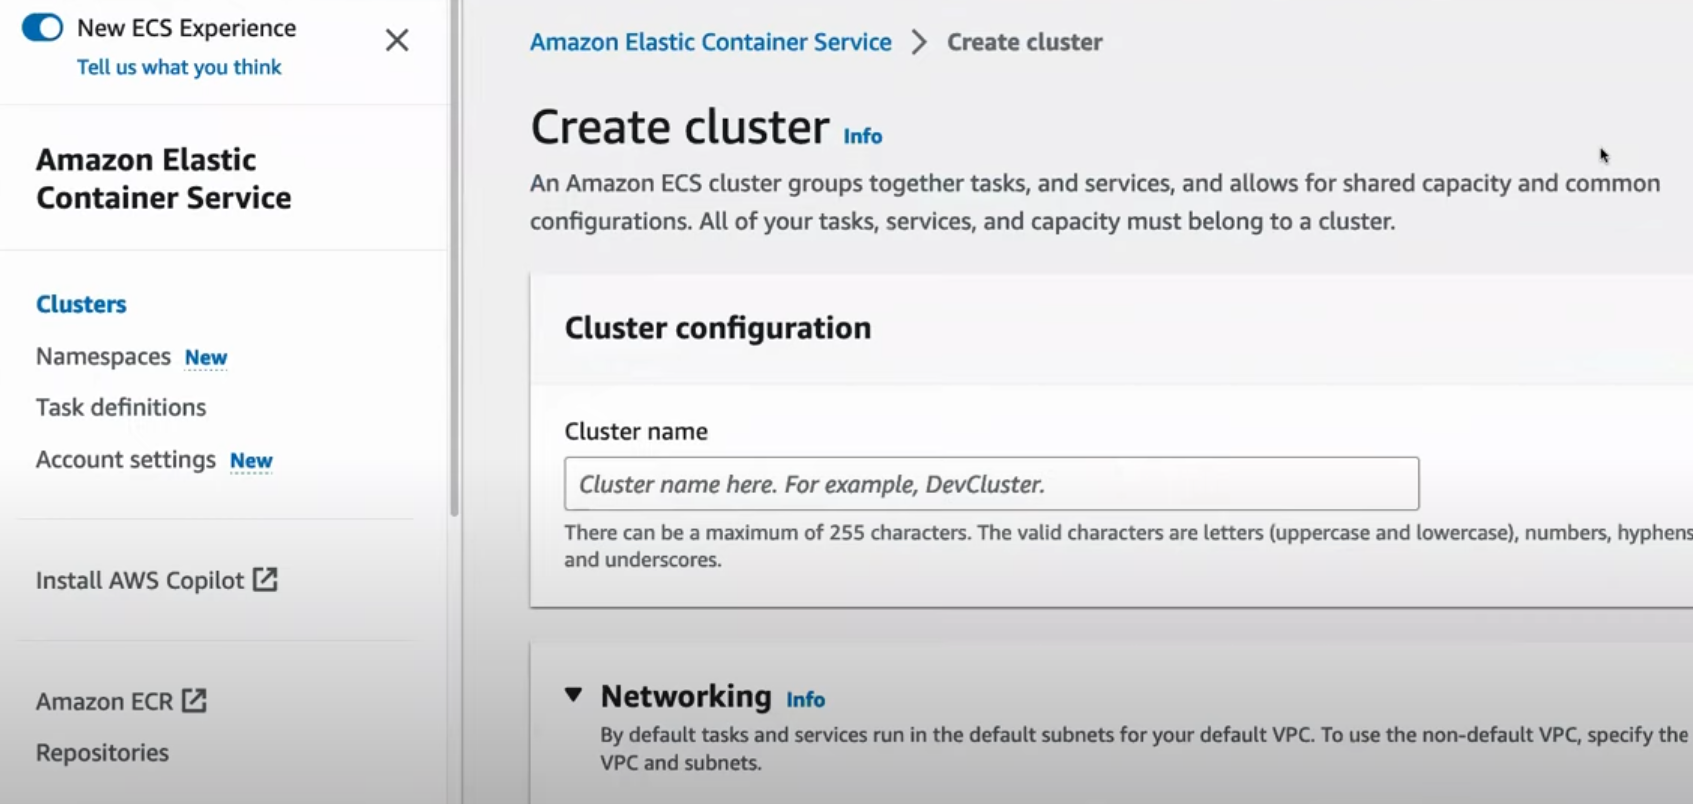 New ECS Experience
Tell us what you think
Amazon Elastic
Container Service
Clusters
Namespaces New
Task definitions
Account settings New
Install AWS Copilot
Amazon ECR
Repositories
Amazon Elastic Container Service > Create cluster
Create cluster Info
An Amazon ECS cluster groups together tasks, and services, and allows for shared capacity and common
configurations. All of your tasks, services, and capacity must belong to a cluster.
Cluster configuration
Cluster name
Cluster name here. For example, DevCluster.
There can be a maximum of 255 characters. The valid characters are letters (uppercase and lowercase), numbers, hyphens
and underscores.
Networking Info
By default tasks and services run in the default subnets for your default VPC. To use the non-default VPC, specify the
VPC and subnets.